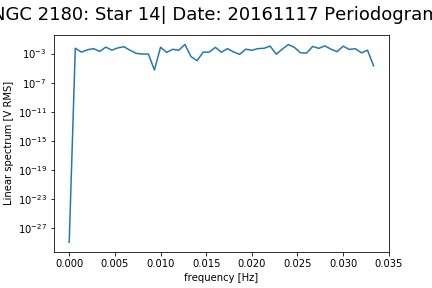 NGC 2180: Star 14| Date: 20161117 Periodogram
10⁻³
10⁻⁷
10⁻¹¹
10⁻¹⁵
10⁻¹⁹
10⁻²³
10⁻²⁷
Linear spectrum [V RMS]
0.000 0.005 0.010 0.015 0.020 0.025 0.030 0.035
frequency [Hz]